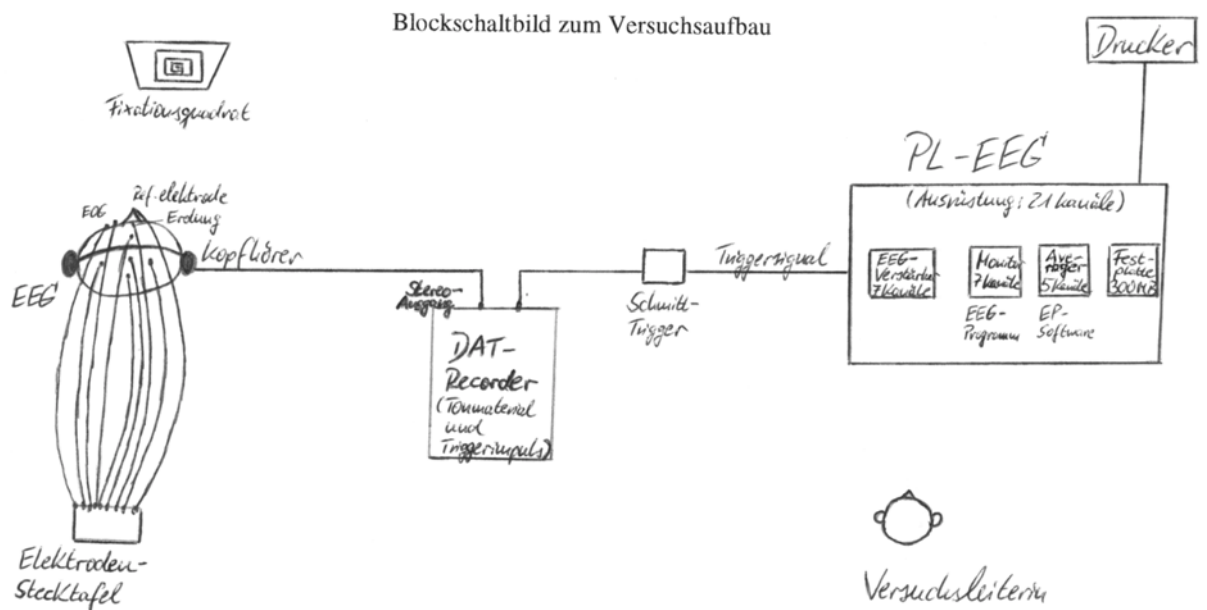 Blockschaltbild zum Versuchsaufbau
Drucker
Fixationsquadrat
PL-EEG
(Ausrüstung: 21 Kanäle)
EEG-
Verstärker
7 Kanäle
Monitor
7 Kanäle
EEG-
Programm
Ave-
rager
5 Kanäle
EP-
Software
Fest-
platte
300 MB
Ref.elektrode
EOG
Erdung
Kopfhörer
EEG
Stereo-
Ausgang
Schmitt-
Trigger
Triggersignal
DAT-
Recorder
(Tonmaterial
und
Triggerimpuls)
Elektroden-
Stecktafel
Versuchsleiterin